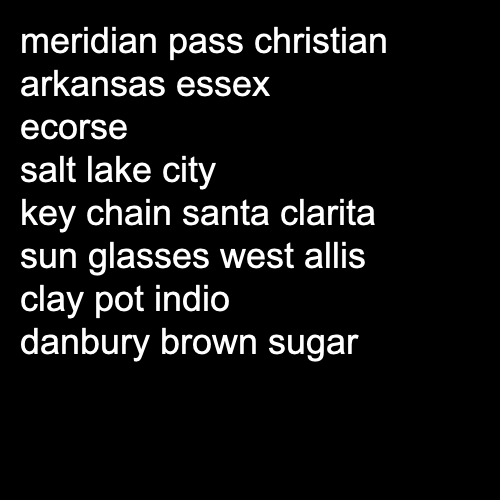 meridian pass christian
arkansas essex
ecorse
salt lake city
key chain santa clarita
sun glasses west allis
clay pot indio
danbury brown sugar